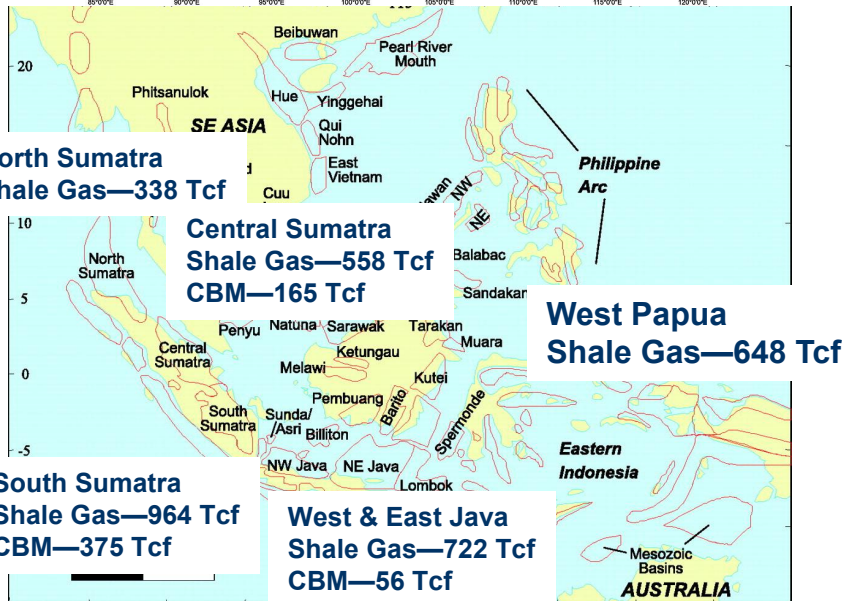 85°0'0"E 95°0'0"E 100°0'0"E 105°0'0"E 110°0'0"E 115°0'0"E 120°0'0"E
Beibuwan
Pearl River
Mouth
20
Phitsanulok
Hue
Yinggehai
SE ASIA
Qui
Nohn
East
Vietnam
Cuu
Philippine
Arc
orth Sumatra
hale Gas—338 Tcf
awan
NW
NE
10
Central Sumatra
Shale Gas—558 Tcf
CBM—165 Tcf
Balabac
Sandakan
North
Sumatra
5
West Papua
Shale Gas—648 Tcf
Penyu
Natuna
Sarawak
Tarakan
Muara
Central
Sumatra
Ketungau
0
Melawi
Kutei
Pembuang
Barito
Spermonde
South
Sumatra
Sunda/
Asri
Billiton
-5
Eastern
Indonesia
NW Java
NE Java
Lombok
South Sumatra
Shale Gas—964 Tcf
CBM—375 Tcf
West & East Java
Shale Gas—722 Tcf
CBM—56 Tcf
Mesozoic
Basins
AUSTRALIA